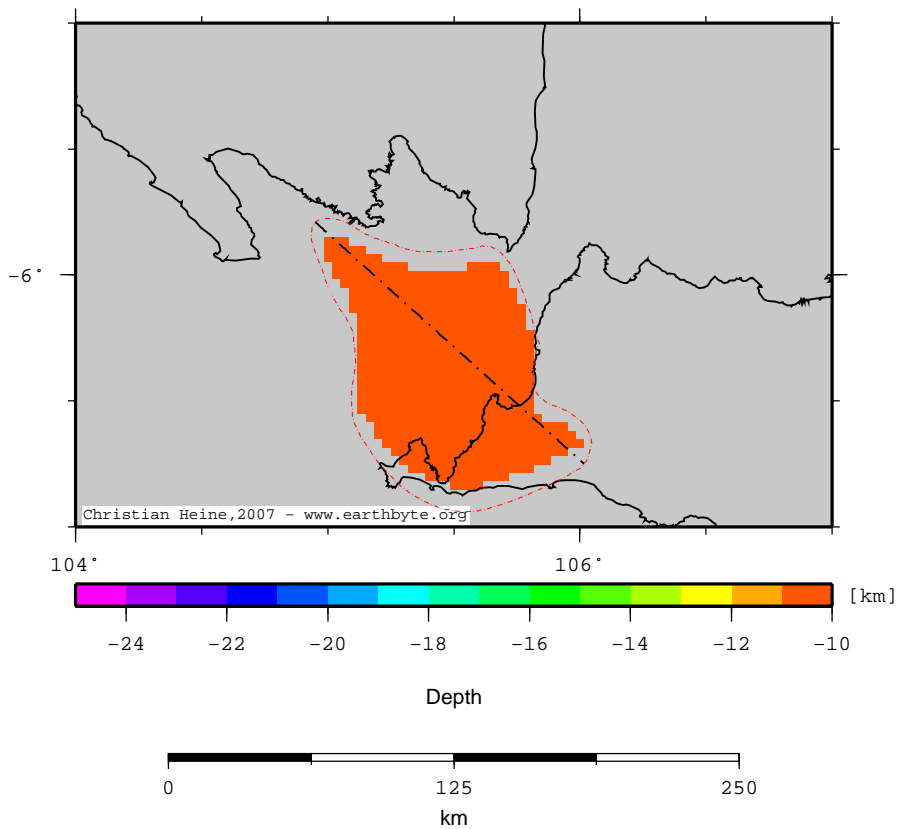 -6°
Christian Heine,2007 - www.earthbyte.org
104° 106°
[km]
-24 -22 -20 -18 -16 -14 -12 -10
Depth
0 125 250
km